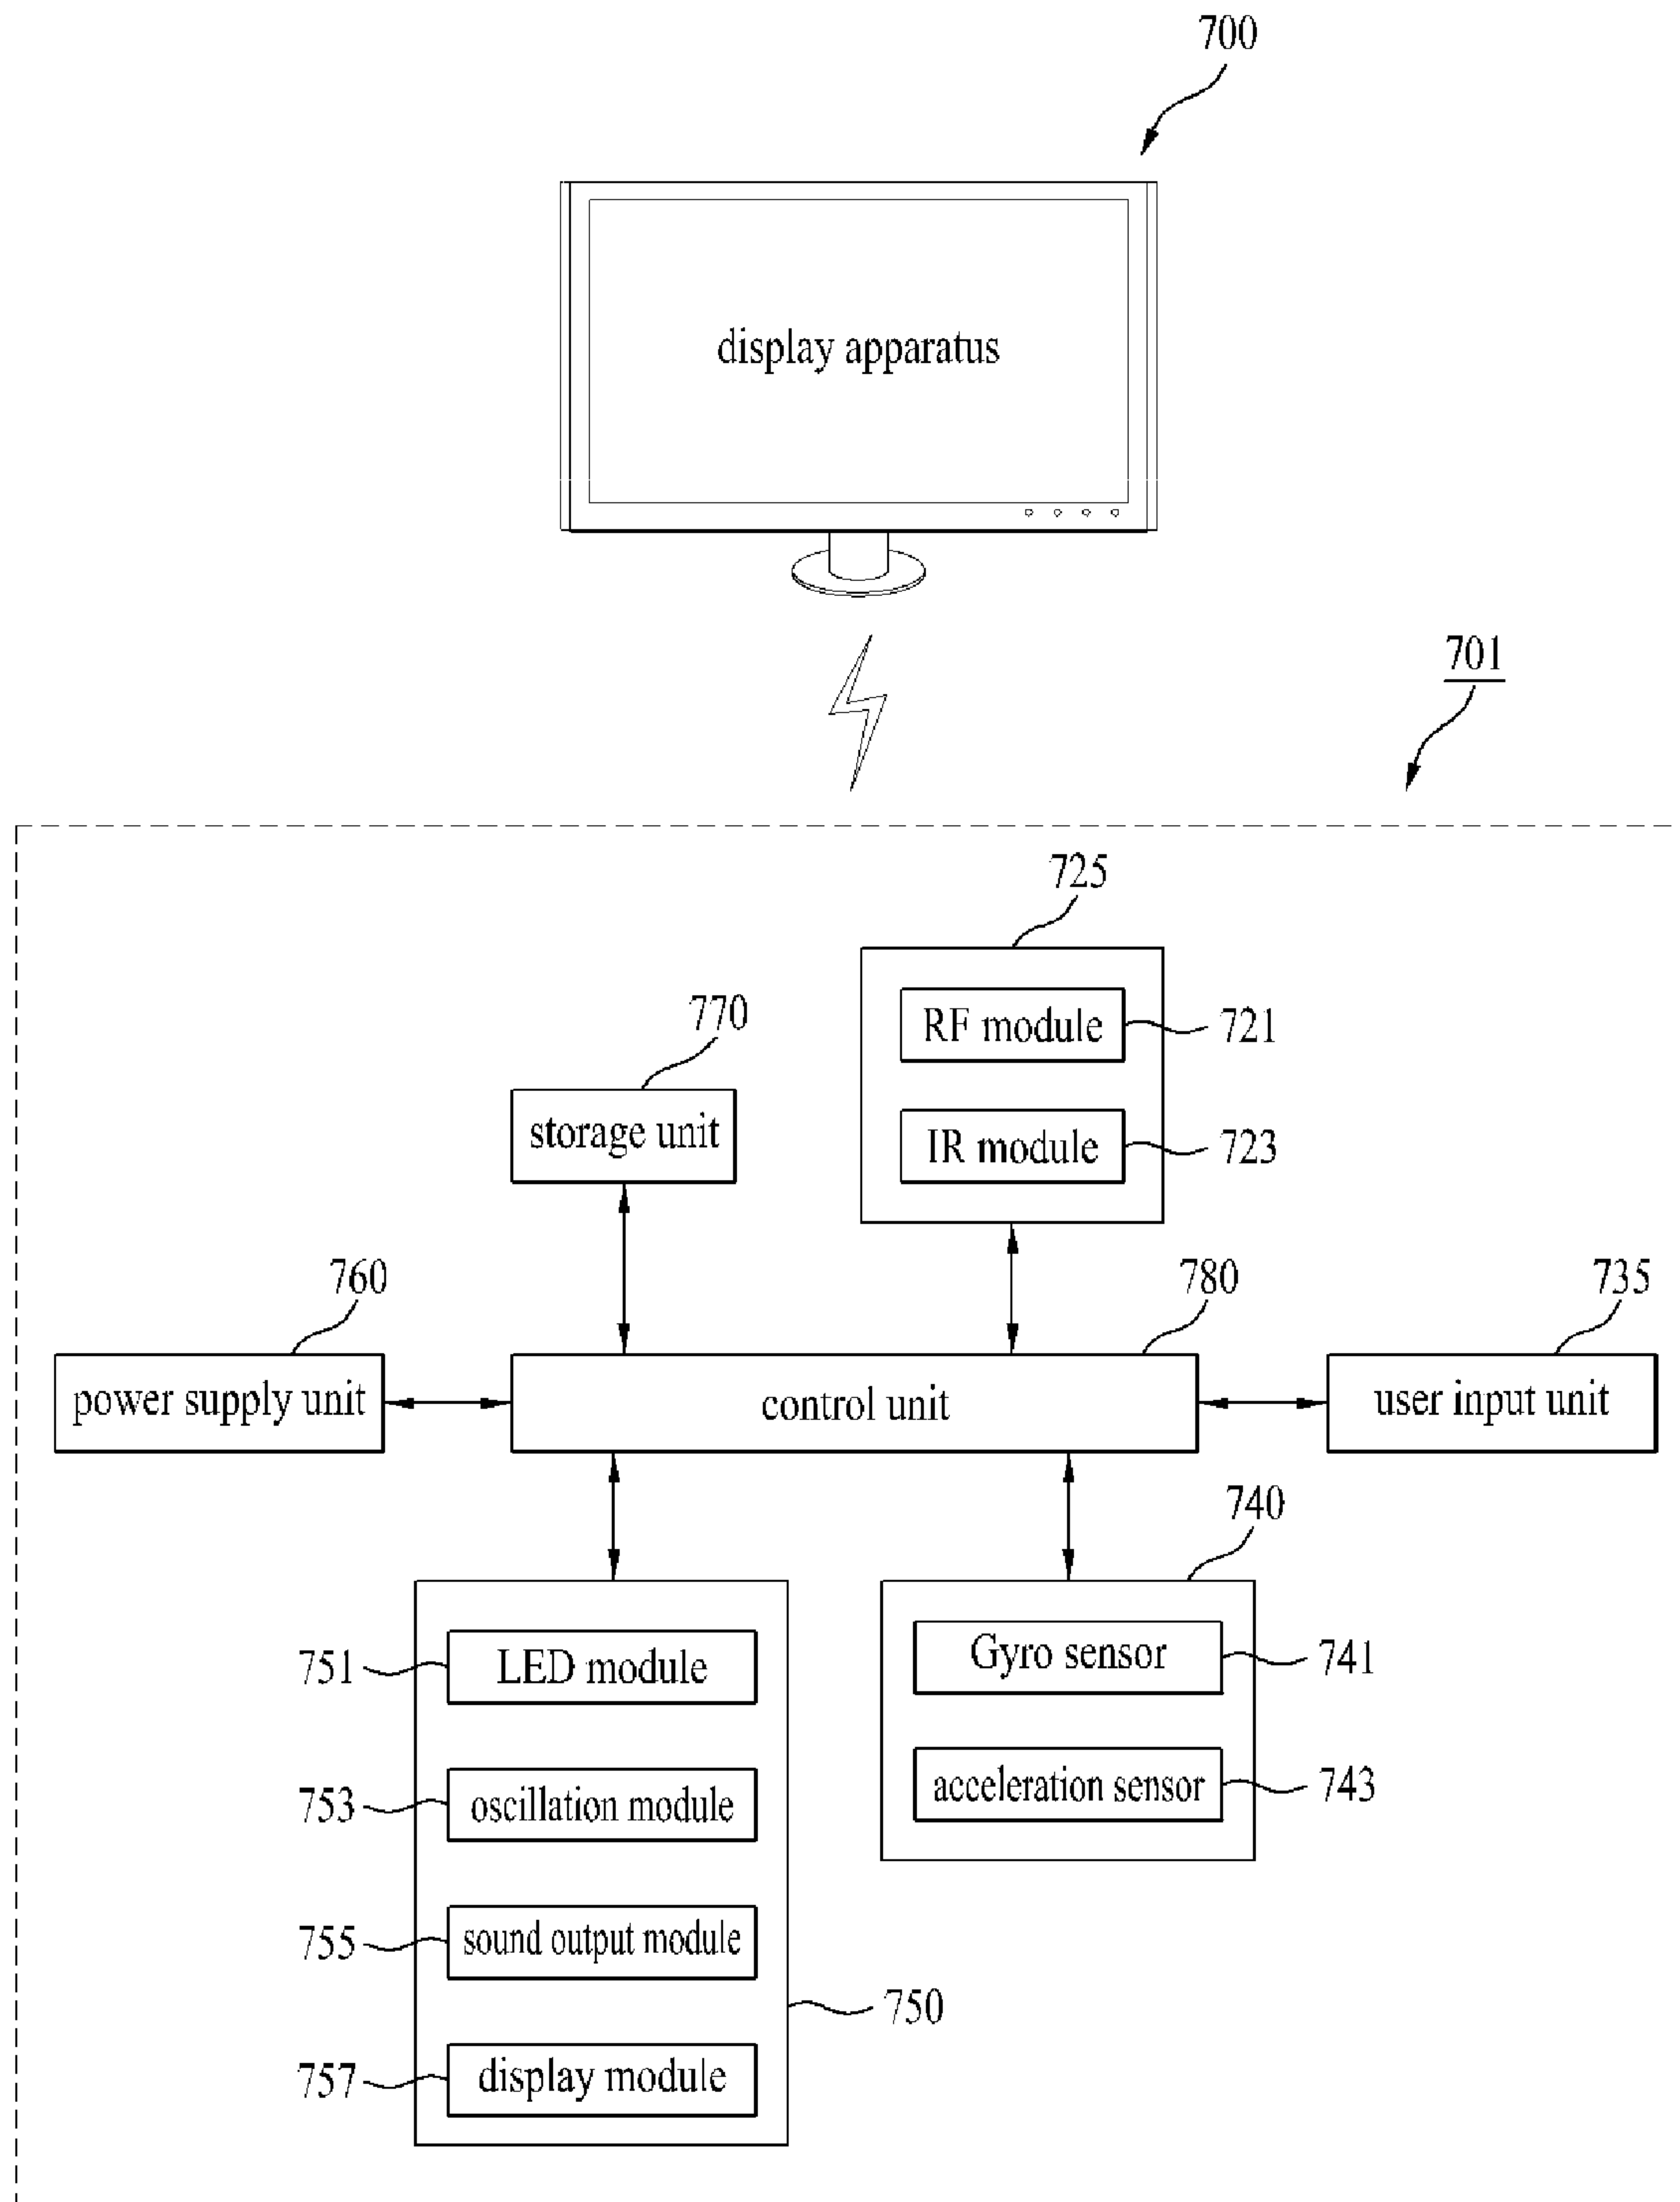 700
display apparatus
701
725
RF module
721
770
IR module
723
storage unit
760
780
735
power supply unit
control unit
user input unit
740
751
LED module
Gyro sensor
741
753
oscillation module
acceleration sensor
743
755
sound output module
750
757
display module